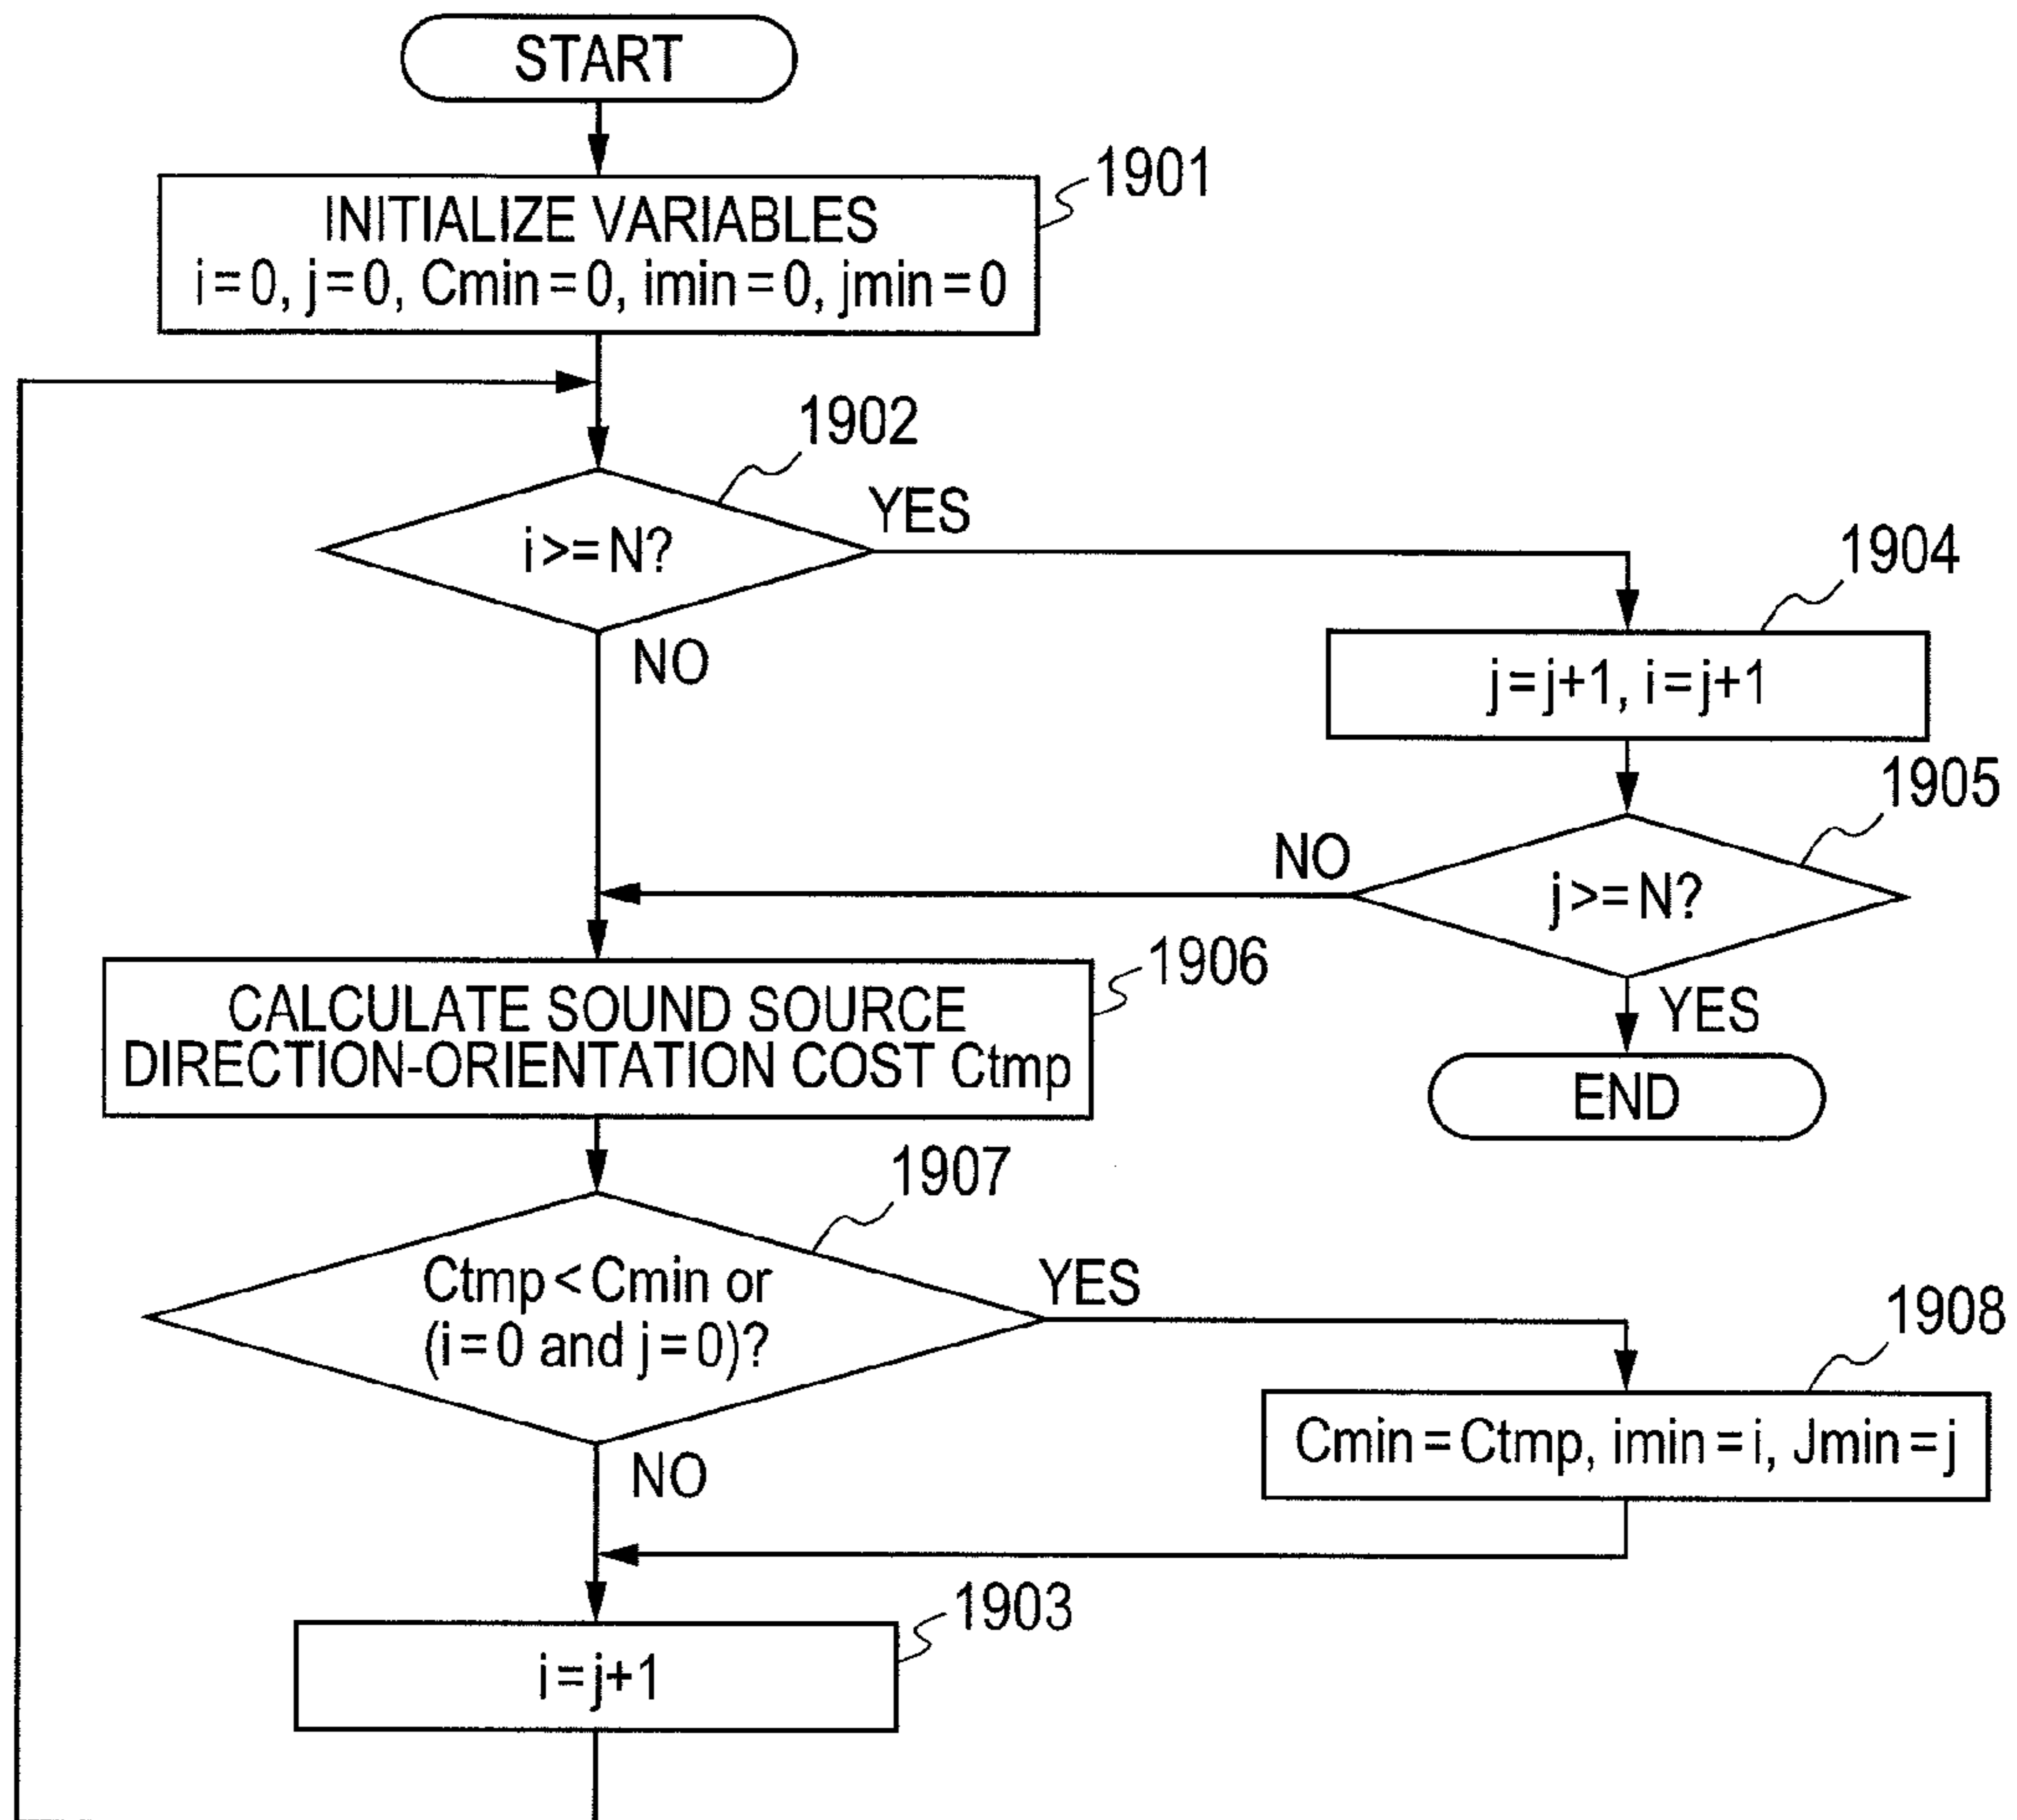 START
1901
INITIALIZE VARIABLES
i=0, j=0, Cmin=0, imin=0, jmin=0
1902
i>=N?
YES
NO
1904
j=j+1, i=j+1
1905
j>=N?
NO
YES
END
1906
CALCULATE SOUND SOURCE
DIRECTION-ORIENTATION COST Ctmp
1907
Ctmp<Cmin or
(i=0 and j=0)?
YES
NO
1908
Cmin=Ctmp, imin=i, Jmin=j
1903
i=j+1